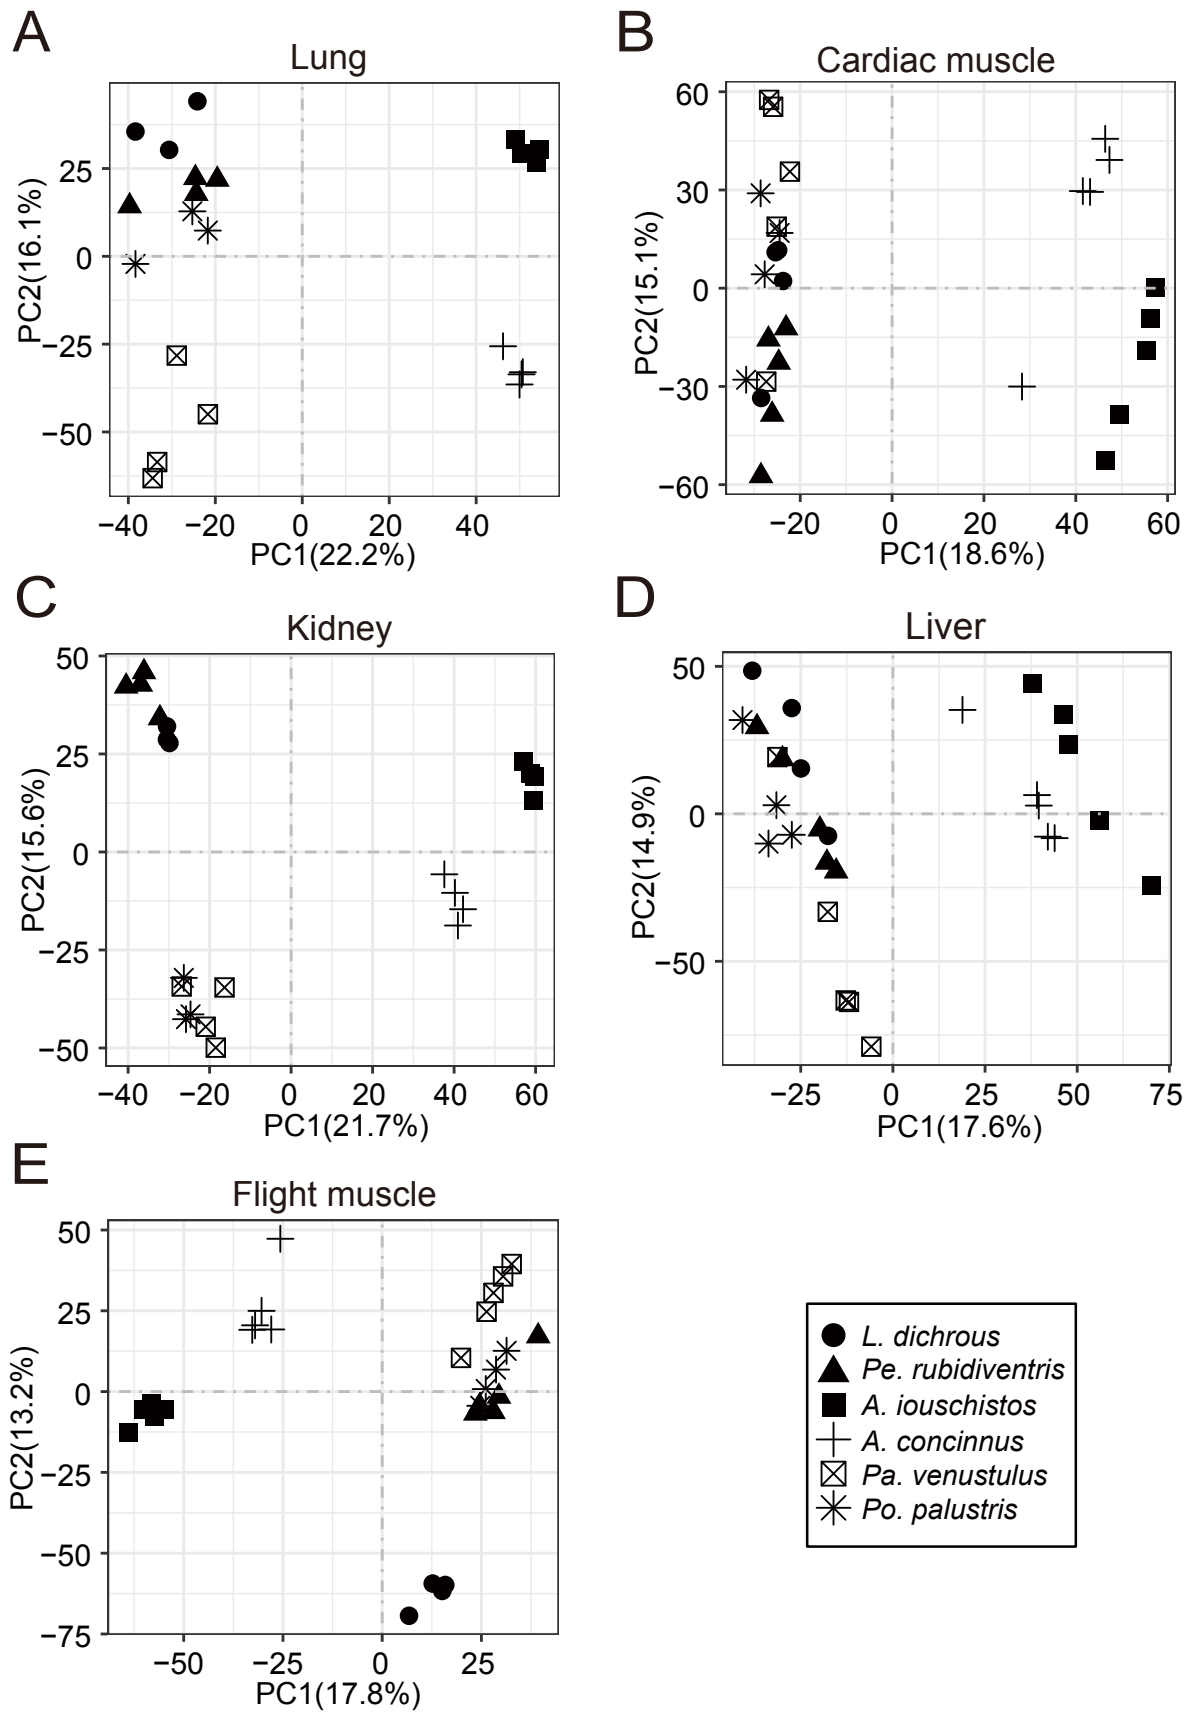 A
Lung
25
0
−25
−50
−40
−20
0
20
40
PC2(16.1%)
PC1(22.2%)
B
Cardiac muscle
60
30
0
−30
−60
−20
0
20
40
60
PC2(15.1%)
PC1(18.6%)
C
Kidney
50
25
0
−25
−50
−40
−20
0
20
40
60
PC2(15.6%)
PC1(21.7%)
D
Liver
50
0
−50
−25
0
25
50
75
PC2(14.9%)
PC1(17.6%)
E
Flight muscle
50
25
0
−25
−50
−75
−50
−25
0
25
PC2(13.2%)
PC1(17.8%)
L. dichrous
Pe. rubidiventris
A. iouschistos
A. concinnus
Pa. venustulus
Po. palustris